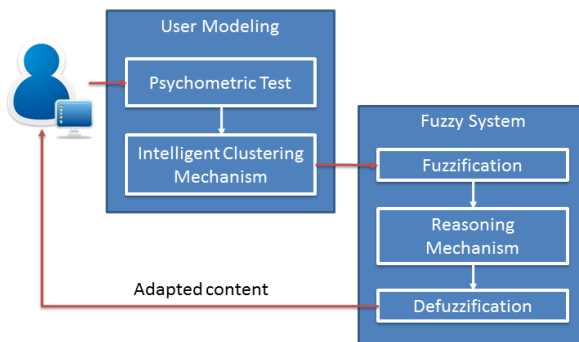 User Modeling
Psychometric Test
Intelligent Clustering
Mechanism
Fuzzy System
Fuzzification
Reasoning
Mechanism
Defuzzification
Adapted content